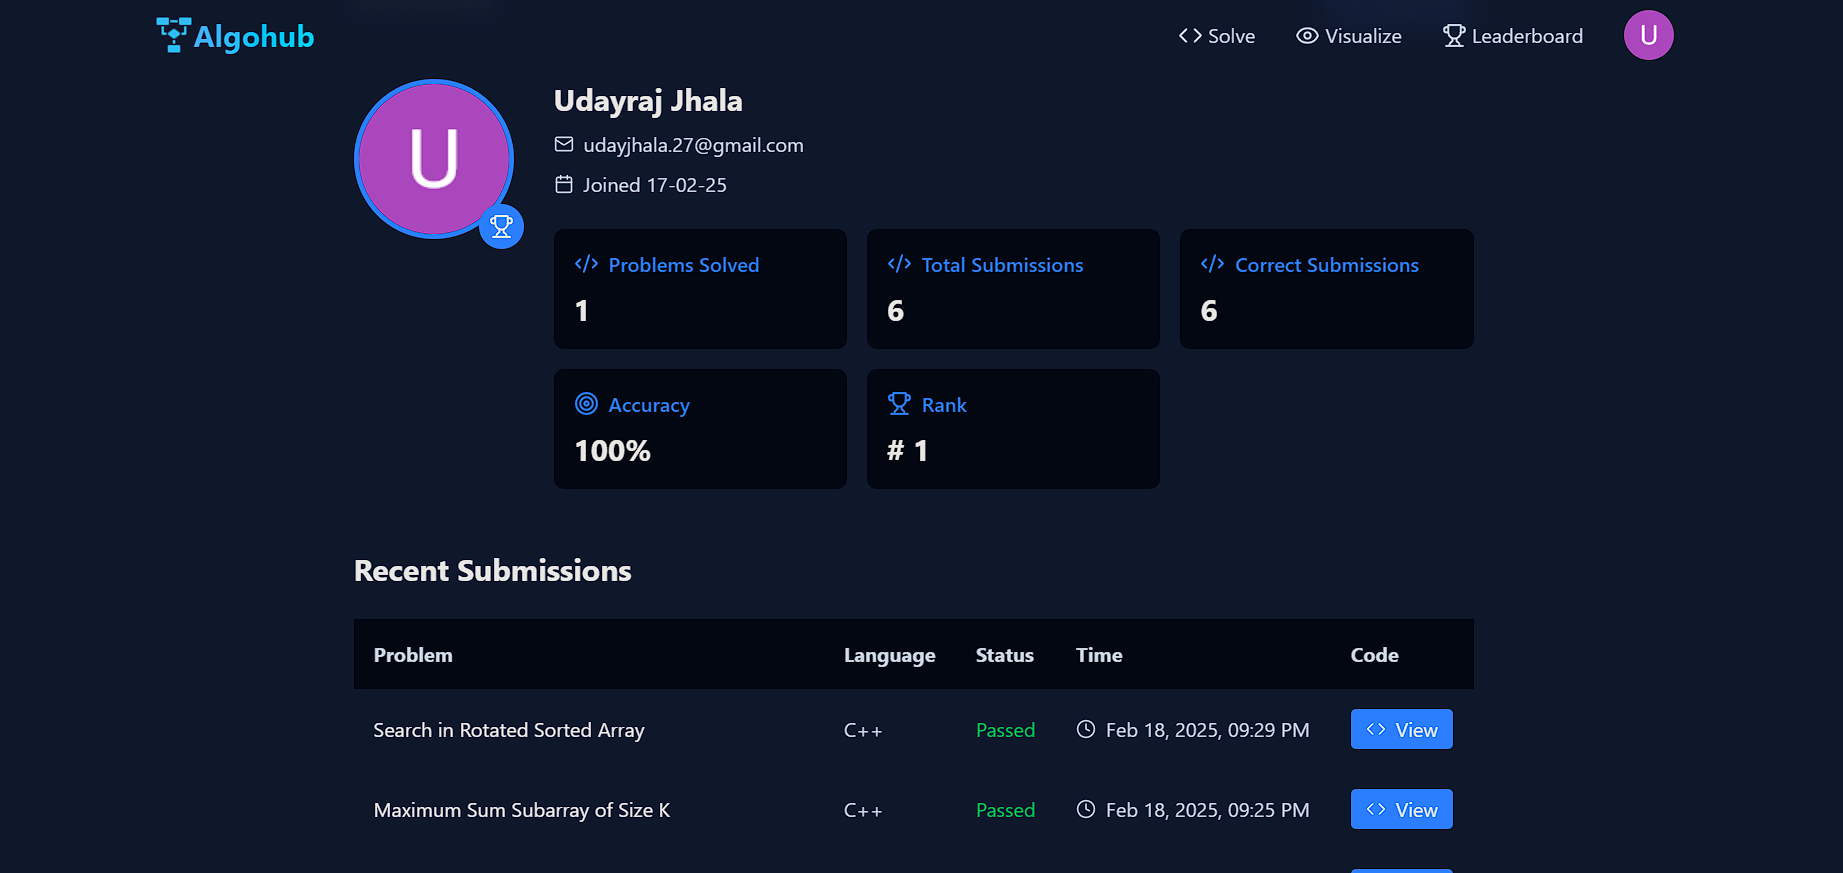 Algohub
Solve
Visualize
Leaderboard
U
U
Udayraj Jhala
udayjhala.27@gmail.com
Joined 17-02-25
Problems Solved
1
Total Submissions
6
Correct Submissions
6
Accuracy
100%
Rank
# 1
Recent Submissions
Problem Language Status Time Code
Search in Rotated Sorted Array C++ Passed Feb 18, 2025, 09:29 PM View
Maximum Sum Subarray of Size K C++ Passed Feb 18, 2025, 09:25 PM View